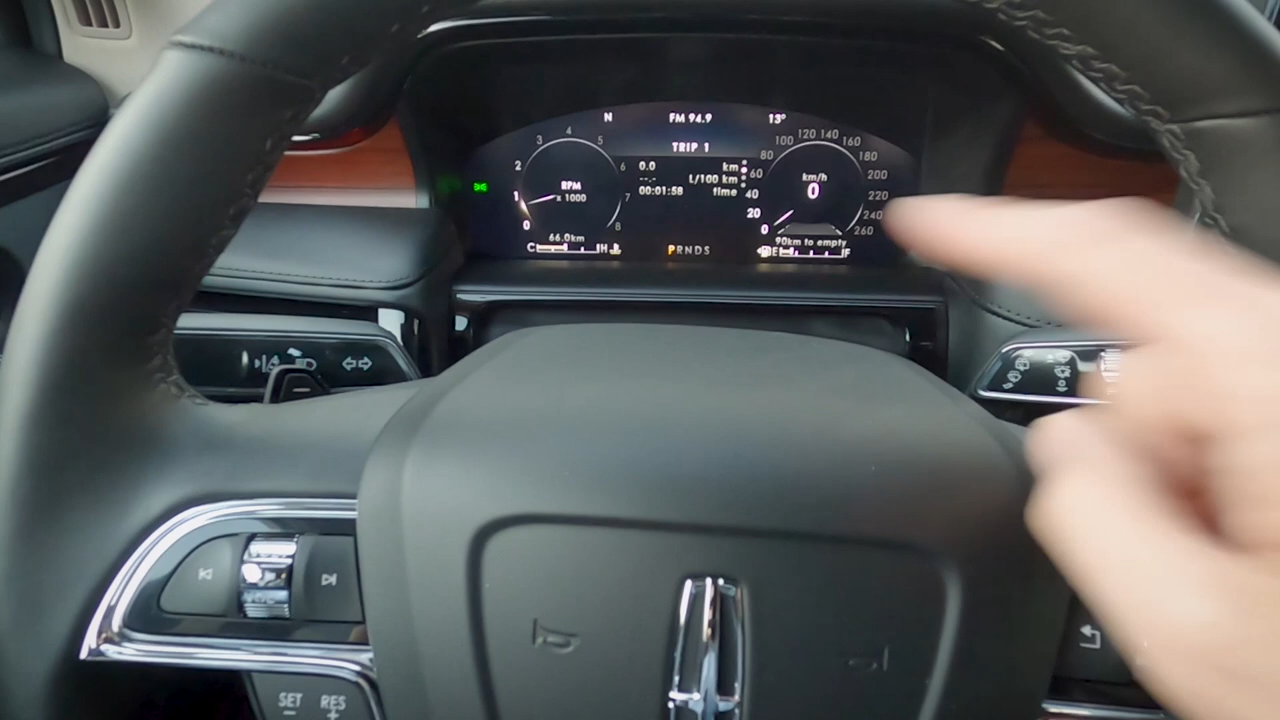 N FM 94.9 13°
TRIP 1
0.0 km
--.- L/100 km
00:01:58 time
0 1 2 3 4 5 6 7 8
RPM
x 1000
0 20 40 60 80 100 120 140 160 180 200 220 240 260
km/h
0
66.0km
C H
PRNDS
90km to empty
E F
SET
−
RES
+